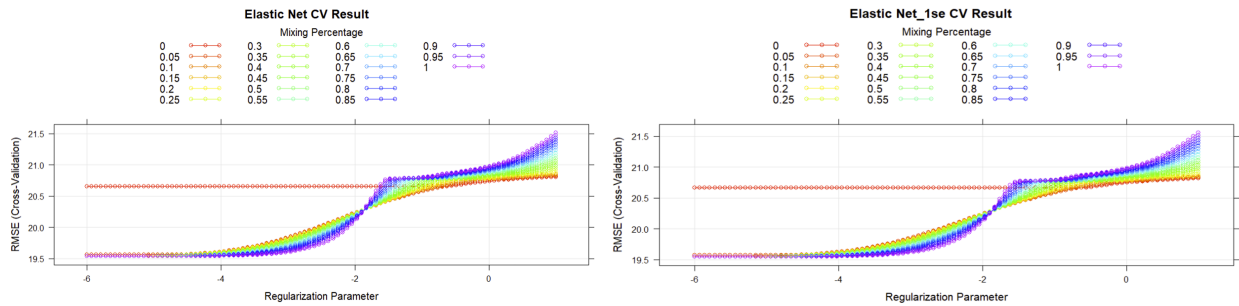 Elastic Net CV Result
Mixing Percentage
0 0.3 0.6 0.9
0.05 0.35 0.65 0.95
0.1 0.4 0.7 1
0.15 0.45 0.75
0.2 0.5 0.8
0.25 0.55 0.85
RMSE (Cross-Validation)
21.5
21.0
20.5
20.0
19.5
-6 -4 -2 0
Regularization Parameter
Elastic Net_1se CV Result
Mixing Percentage
0 0.3 0.6 0.9
0.05 0.35 0.65 0.95
0.1 0.4 0.7 1
0.15 0.45 0.75
0.2 0.5 0.8
0.25 0.55 0.85
RMSE (Cross-Validation)
21.5
21.0
20.5
20.0
19.5
-6 -4 -2 0
Regularization Parameter